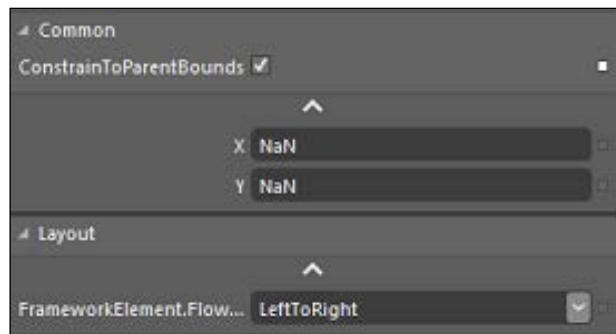 Common
ConstrainToParentBounds
X NaN
Y NaN
Layout
FrameworkElement.Flow... LeftToRight